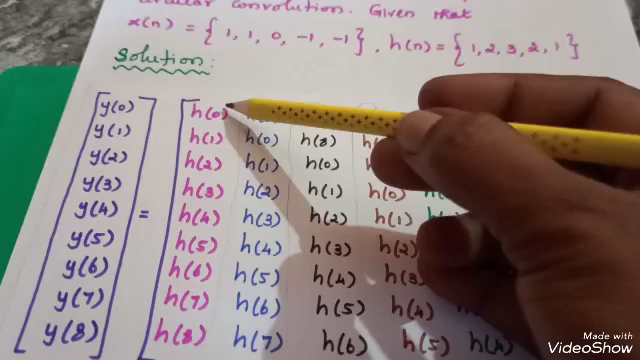 circular convolution. Given that
x(n) = { 1, 1, 0, -1, -1 } , h(n) = { 1, 2, 3, 2, 1 }
Solution:
y(0) h(0)
y(1) h(1) h(0) h(8)
y(2) h(2) h(1) h(0)
y(3) h(3) h(2) h(1) h(0)
y(4) = h(4) h(3) h(2) h(1)
y(5) h(5) h(4) h(3) h(2)
y(6) h(6) h(5) h(4) h(3)
y(7) h(7) h(6) h(5) h(4)
y(8) h(8) h(7) h(6) h(5) h(4)
Made with
VideoShow